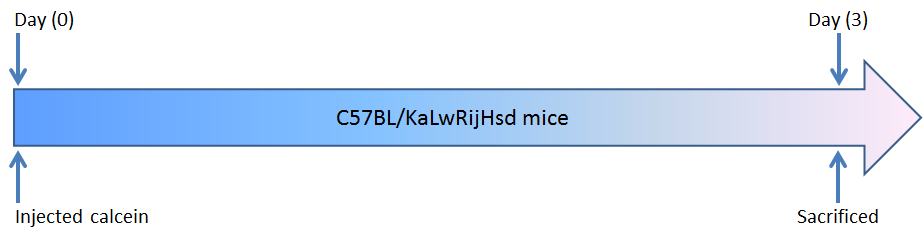 Day (0)
Day (3)
C57BL/KaLwRijHsd mice
Injected calcein
Sacrificed